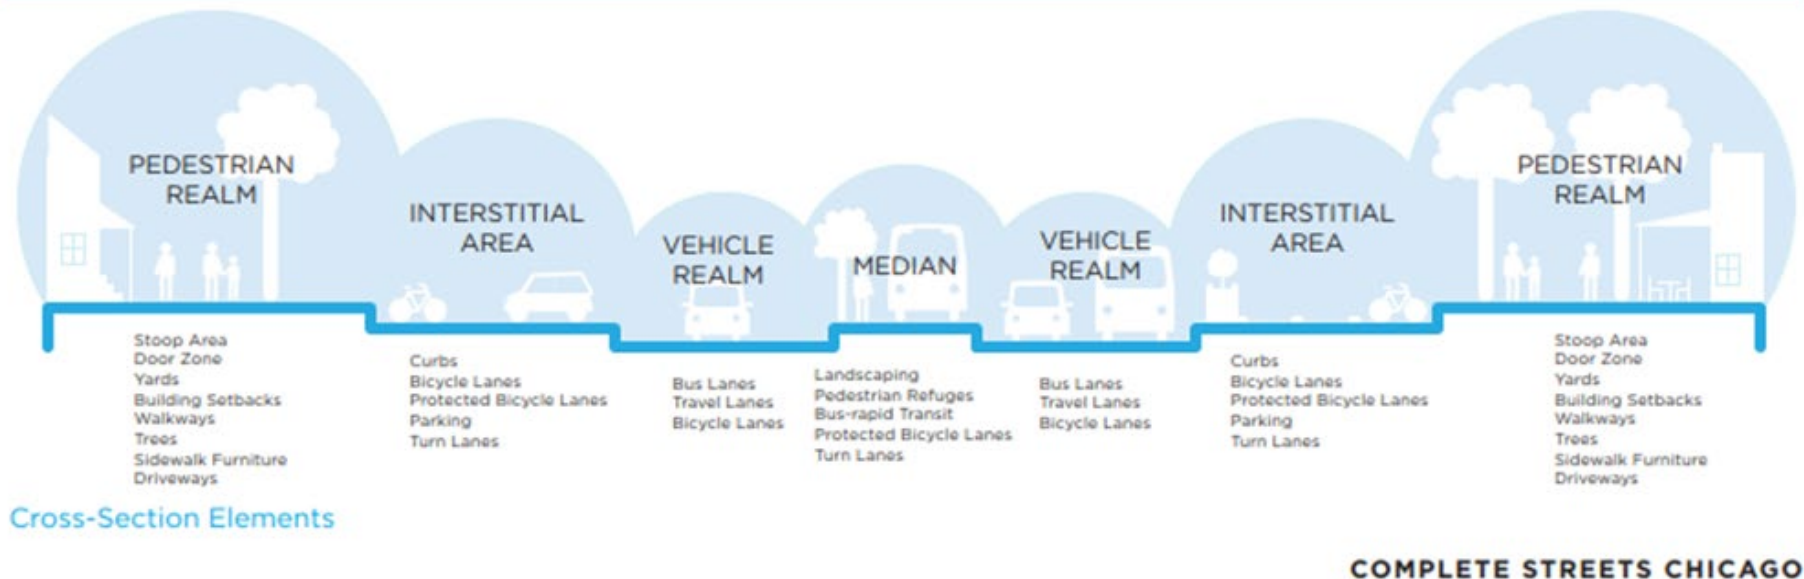 PEDESTRIAN
REALM
INTERSTITIAL
AREA
VEHICLE
REALM
MEDIAN
VEHICLE
REALM
INTERSTITIAL
AREA
PEDESTRIAN
REALM
Stoop Area
Door Zone
Yards
Building Setbacks
Walkways
Trees
Sidewalk Furniture
Driveways
Curbs
Bicycle Lanes
Protected Bicycle Lanes
Parking
Turn Lanes
Bus Lanes
Travel Lanes
Bicycle Lanes
Landscaping
Pedestrian Refuges
Bus-rapid Transit
Protected Bicycle Lanes
Turn Lanes
Bus Lanes
Travel Lanes
Bicycle Lanes
Curbs
Bicycle Lanes
Protected Bicycle Lanes
Parking
Turn Lanes
Stoop Area
Door Zone
Yards
Building Setbacks
Walkways
Trees
Sidewalk Furniture
Driveways
Cross-Section Elements
COMPLETE STREETS CHICAGO